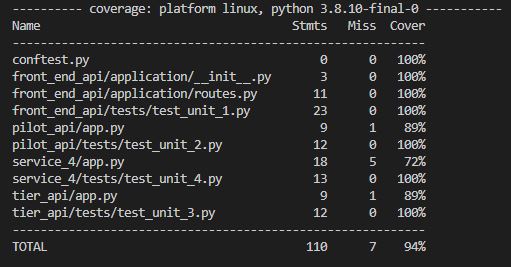 ---------- coverage: platform linux, python 3.8.10-final-0 -----------
Name                                    Stmts   Miss  Cover
-----------------------------------------------------------
conftest.py                                 0      0   100%
front_end_api/application/__init__.py       3      0   100%
front_end_api/application/routes.py        11      0   100%
front_end_api/tests/test_unit_1.py         23      0   100%
pilot_api/app.py                            9      1    89%
pilot_api/tests/test_unit_2.py             12      0   100%
service_4/app.py                           18      5    72%
service_4/tests/test_unit_4.py             13      0   100%
tier_api/app.py                             9      1    89%
tier_api/tests/test_unit_3.py              12      0   100%
-----------------------------------------------------------
TOTAL                                     110      7    94%